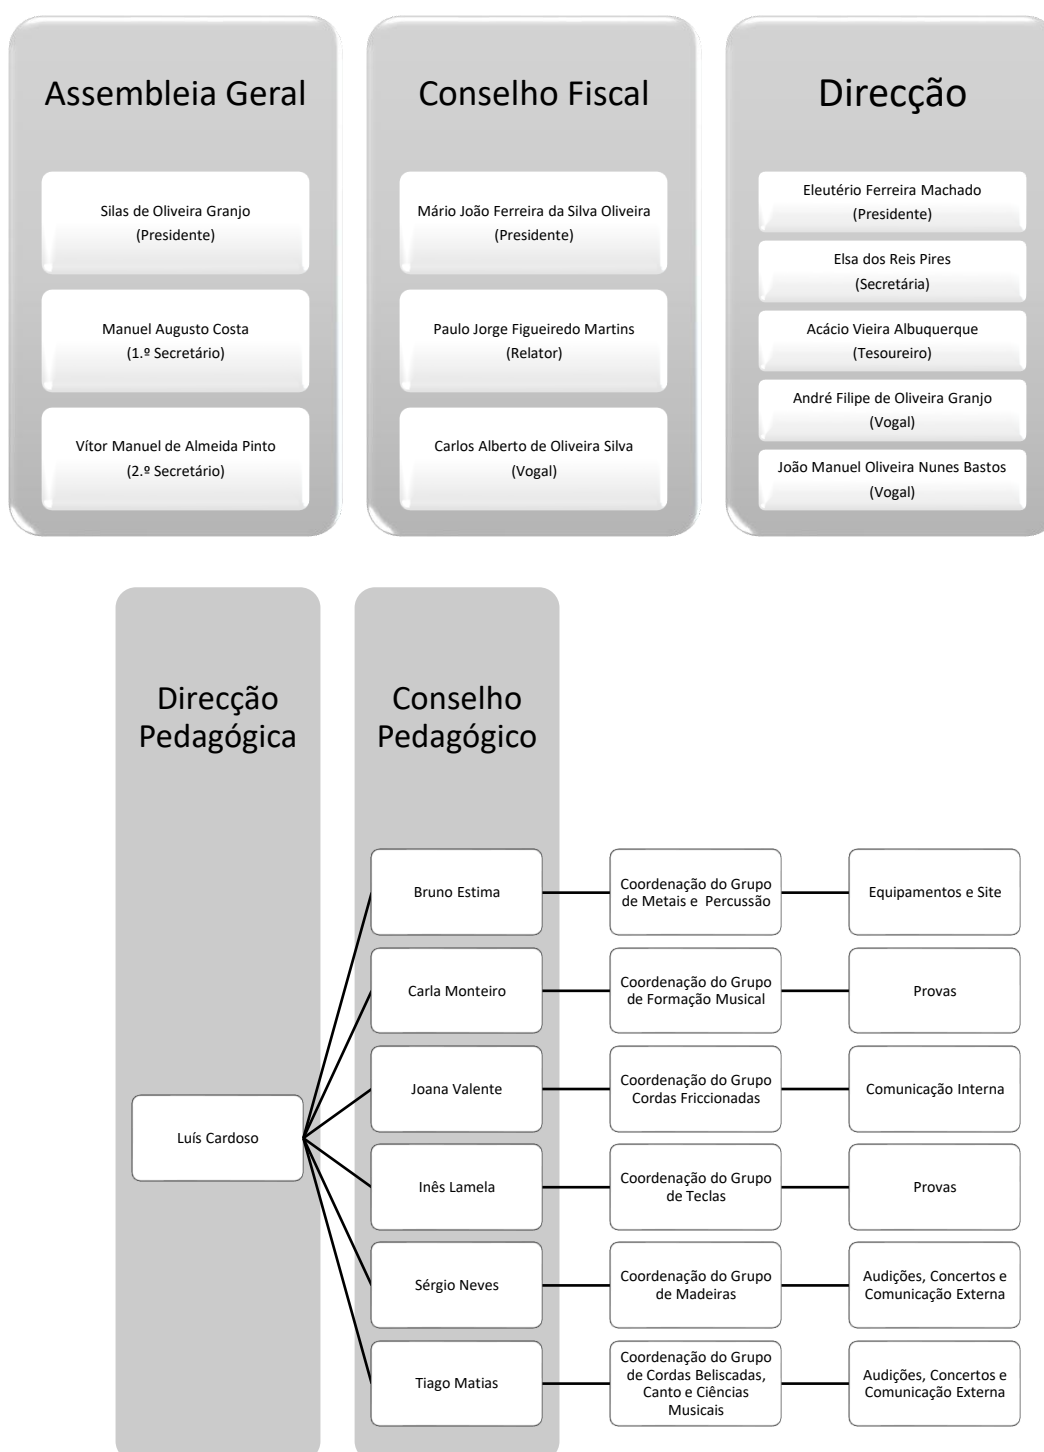 Assembleia Geral
Silas de Oliveira Granjo
(Presidente)
Manuel Augusto Costa
(1.º Secretário)
Vítor Manuel de Almeida Pinto
(2.º Secretário)
Conselho Fiscal
Mário João Ferreira da Silva Oliveira
(Presidente)
Paulo Jorge Figueiredo Martins
(Relator)
Carlos Alberto de Oliveira Silva
(Vogal)
Direcção
Eleutério Ferreira Machado
(Presidente)
Elsa dos Reis Pires
(Secretária)
Acácio Vieira Albuquerque
(Tesoureiro)
André Filipe de Oliveira Granjo
(Vogal)
João Manuel Oliveira Nunes Bastos
(Vogal)
Direcção
Pedagógica
Luís Cardoso
Conselho
Pedagógico
Bruno Estima
Coordenação do Grupo
de Metais e Percussão
Equipamentos e Site
Carla Monteiro
Coordenação do Grupo
de Formação Musical
Provas
Joana Valente
Coordenação do Grupo
Cordas Friccionadas
Comunicação Interna
Inês Lamela
Coordenação do Grupo
de Teclas
Provas
Sérgio Neves
Coordenação do Grupo
de Madeiras
Audições, Concertos e
Comunicação Externa
Tiago Matias
Coordenação do Grupo
de Cordas Beliscadas,
Canto e Ciências
Musicais
Audições, Concertos e
Comunicação Externa